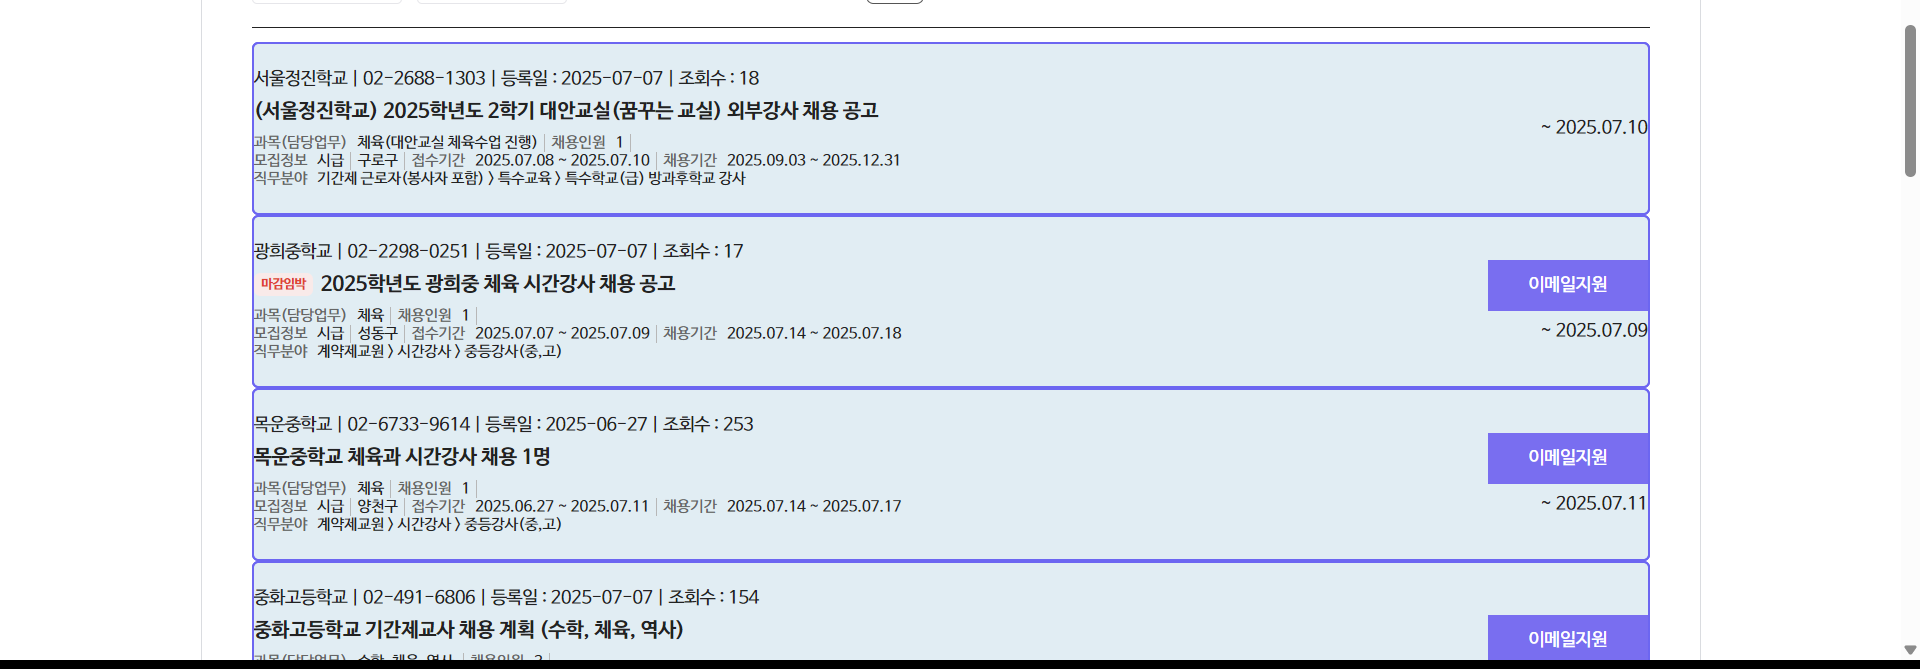 서울정진학교 | 02-2688-1303 | 등록일 : 2025-07-07 | 조회수 : 18
(서울정진학교) 2025학년도 2학기 대안교실(꿈꾸는 교실) 외부강사 채용 공고
~ 2025.07.10
과목(담당업무) 체육(대안교실 체육수업 진행) 채용인원 1
모집정보 시급 구로구 접수기간 2025.07.08 ~ 2025.07.10 채용기간 2025.09.03 ~ 2025.12.31
직무분야 기간제 근로자(봉사자 포함) > 특수교육 > 특수학교(급) 방과후학교 강사
광희중학교 | 02-2298-0251 | 등록일 : 2025-07-07 | 조회수 : 17
마감임박 2025학년도 광희중 체육 시간강사 채용 공고
이메일지원
과목(담당업무) 체육 채용인원 1
모집정보 시급 성동구 접수기간 2025.07.07 ~ 2025.07.09 채용기간 2025.07.14 ~ 2025.07.18
~ 2025.07.09
직무분야 계약제교원 > 시간강사 > 중등강사(중,고)
목운중학교 | 02-6733-9614 | 등록일 : 2025-06-27 | 조회수 : 253
목운중학교 체육과 시간강사 채용 1명
이메일지원
과목(담당업무) 체육 채용인원 1
모집정보 시급 양천구 접수기간 2025.06.27 ~ 2025.07.11 채용기간 2025.07.14 ~ 2025.07.17
~ 2025.07.11
직무분야 계약제교원 > 시간강사 > 중등강사(중,고)
중화고등학교 | 02-491-6806 | 등록일 : 2025-07-07 | 조회수 : 154
중화고등학교 기간제교사 채용 계획 (수학, 체육, 역사)
이메일지원
과목(담당업무) 수학, 체육, 역사 채용인원